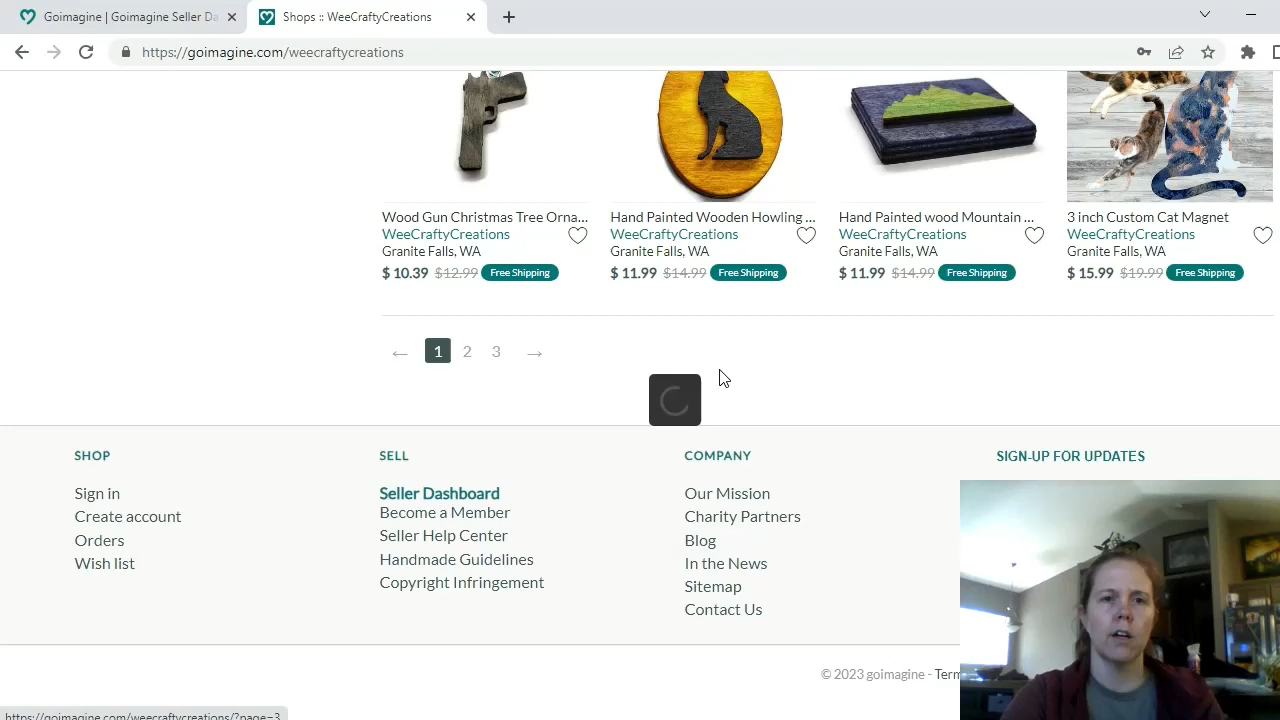 Goimagine | Goimagine Seller Da
Shops :: WeeCraftyCreations
https://goimagine.com/weecraftycreations
Wood Gun Christmas Tree Orna...
WeeCraftyCreations
Granite Falls, WA
$ 10.39 $12.99 Free Shipping
Hand Painted Wooden Howling ...
WeeCraftyCreations
Granite Falls, WA
$ 11.99 $14.99 Free Shipping
Hand Painted wood Mountain ...
WeeCraftyCreations
Granite Falls, WA
$ 11.99 $14.99 Free Shipping
3 inch Custom Cat Magnet
WeeCraftyCreations
Granite Falls, WA
$ 15.99 $19.99 Free Shipping
← 1 2 3 →
SHOP
Sign in
Create account
Orders
Wish list
SELL
Seller Dashboard
Become a Member
Seller Help Center
Handmade Guidelines
Copyright Infringement
COMPANY
Our Mission
Charity Partners
Blog
In the News
Sitemap
Contact Us
SIGN-UP FOR UPDATES
© 2023 goimagine - Term
https://goimagine.com/weecraftycreations/?page=3